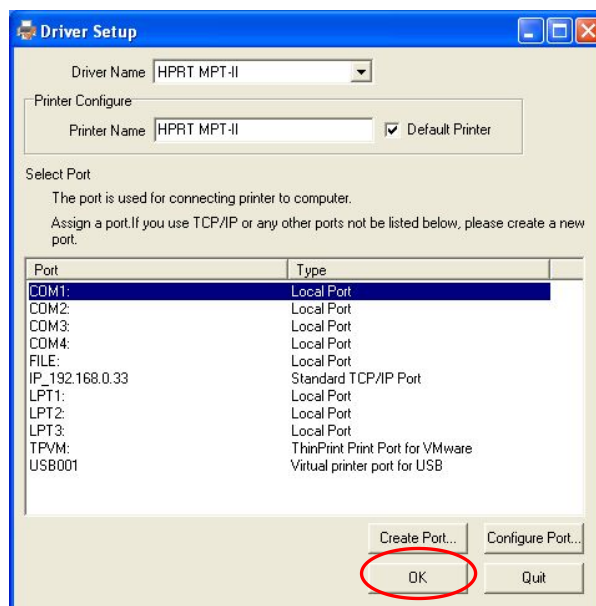 Driver Setup
Driver Name HPRT MPT-II
Printer Configure
Printer Name HPRT MPT-II Default Printer
Select Port
The port is used for connecting printer to computer.
Assign a port.If you use TCP/IP or any other ports not be listed below, please create a new
port.
Port Type
COM1: Local Port
COM2: Local Port
COM3: Local Port
COM4: Local Port
FILE: Local Port
IP_192.168.0.33 Standard TCP/IP Port
LPT1: Local Port
LPT2: Local Port
LPT3: Local Port
TPVM: ThinPrint Print Port for VMware
USB001 Virtual printer port for USB
Create Port... Configure Port...
OK Quit